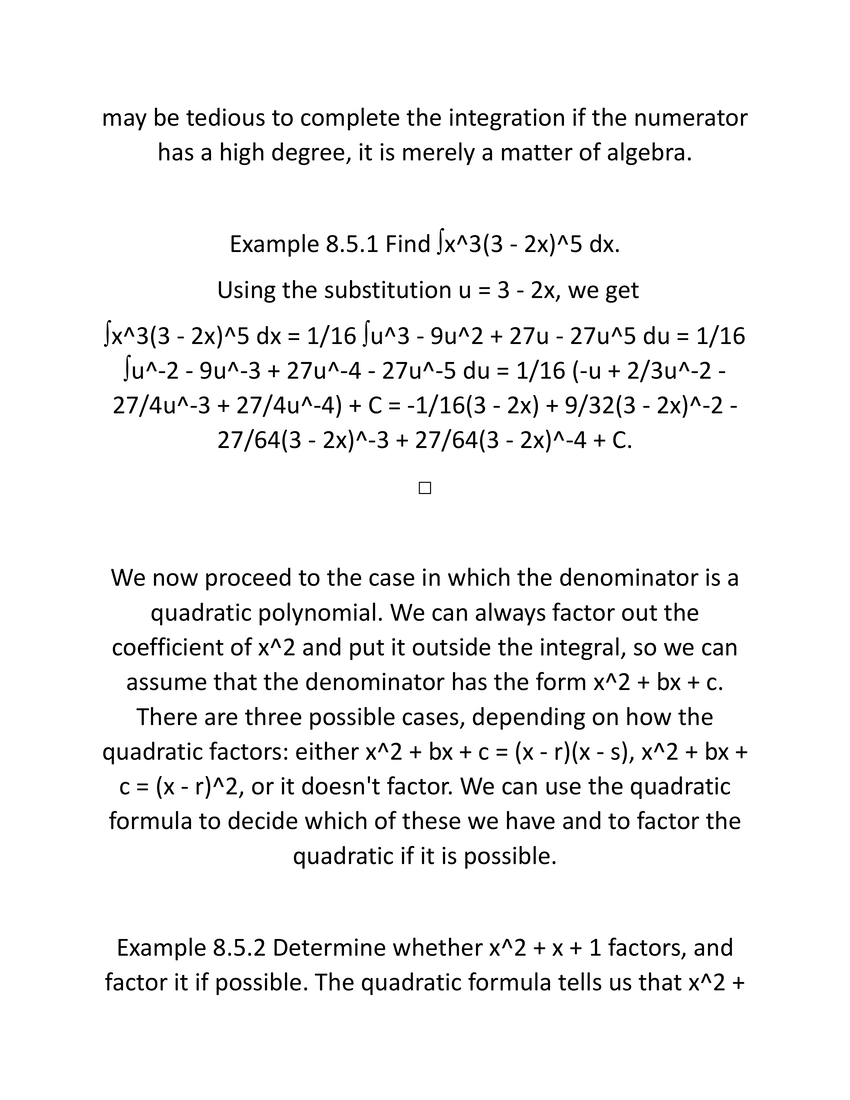 may be tedious to complete the integration if the numerator
has a high degree, it is merely a matter of algebra.
Example 8.5.1 Find ∫x^3(3 - 2x)^5 dx.
Using the substitution u = 3 - 2x, we get
∫x^3(3 - 2x)^5 dx = 1/16 ∫u^3 - 9u^2 + 27u - 27u^5 du = 1/16
∫u^-2 - 9u^-3 + 27u^-4 - 27u^-5 du = 1/16 (-u + 2/3u^-2 -
27/4u^-3 + 27/4u^-4) + C = -1/16(3 - 2x) + 9/32(3 - 2x)^-2 -
27/64(3 - 2x)^-3 + 27/64(3 - 2x)^-4 + C.
□
We now proceed to the case in which the denominator is a
quadratic polynomial. We can always factor out the
coefficient of x^2 and put it outside the integral, so we can
assume that the denominator has the form x^2 + bx + c.
There are three possible cases, depending on how the
quadratic factors: either x^2 + bx + c = (x - r)(x - s), x^2 + bx +
c = (x - r)^2, or it doesn't factor. We can use the quadratic
formula to decide which of these we have and to factor the
quadratic if it is possible.
Example 8.5.2 Determine whether x^2 + x + 1 factors, and
factor it if possible. The quadratic formula tells us that x^2 +